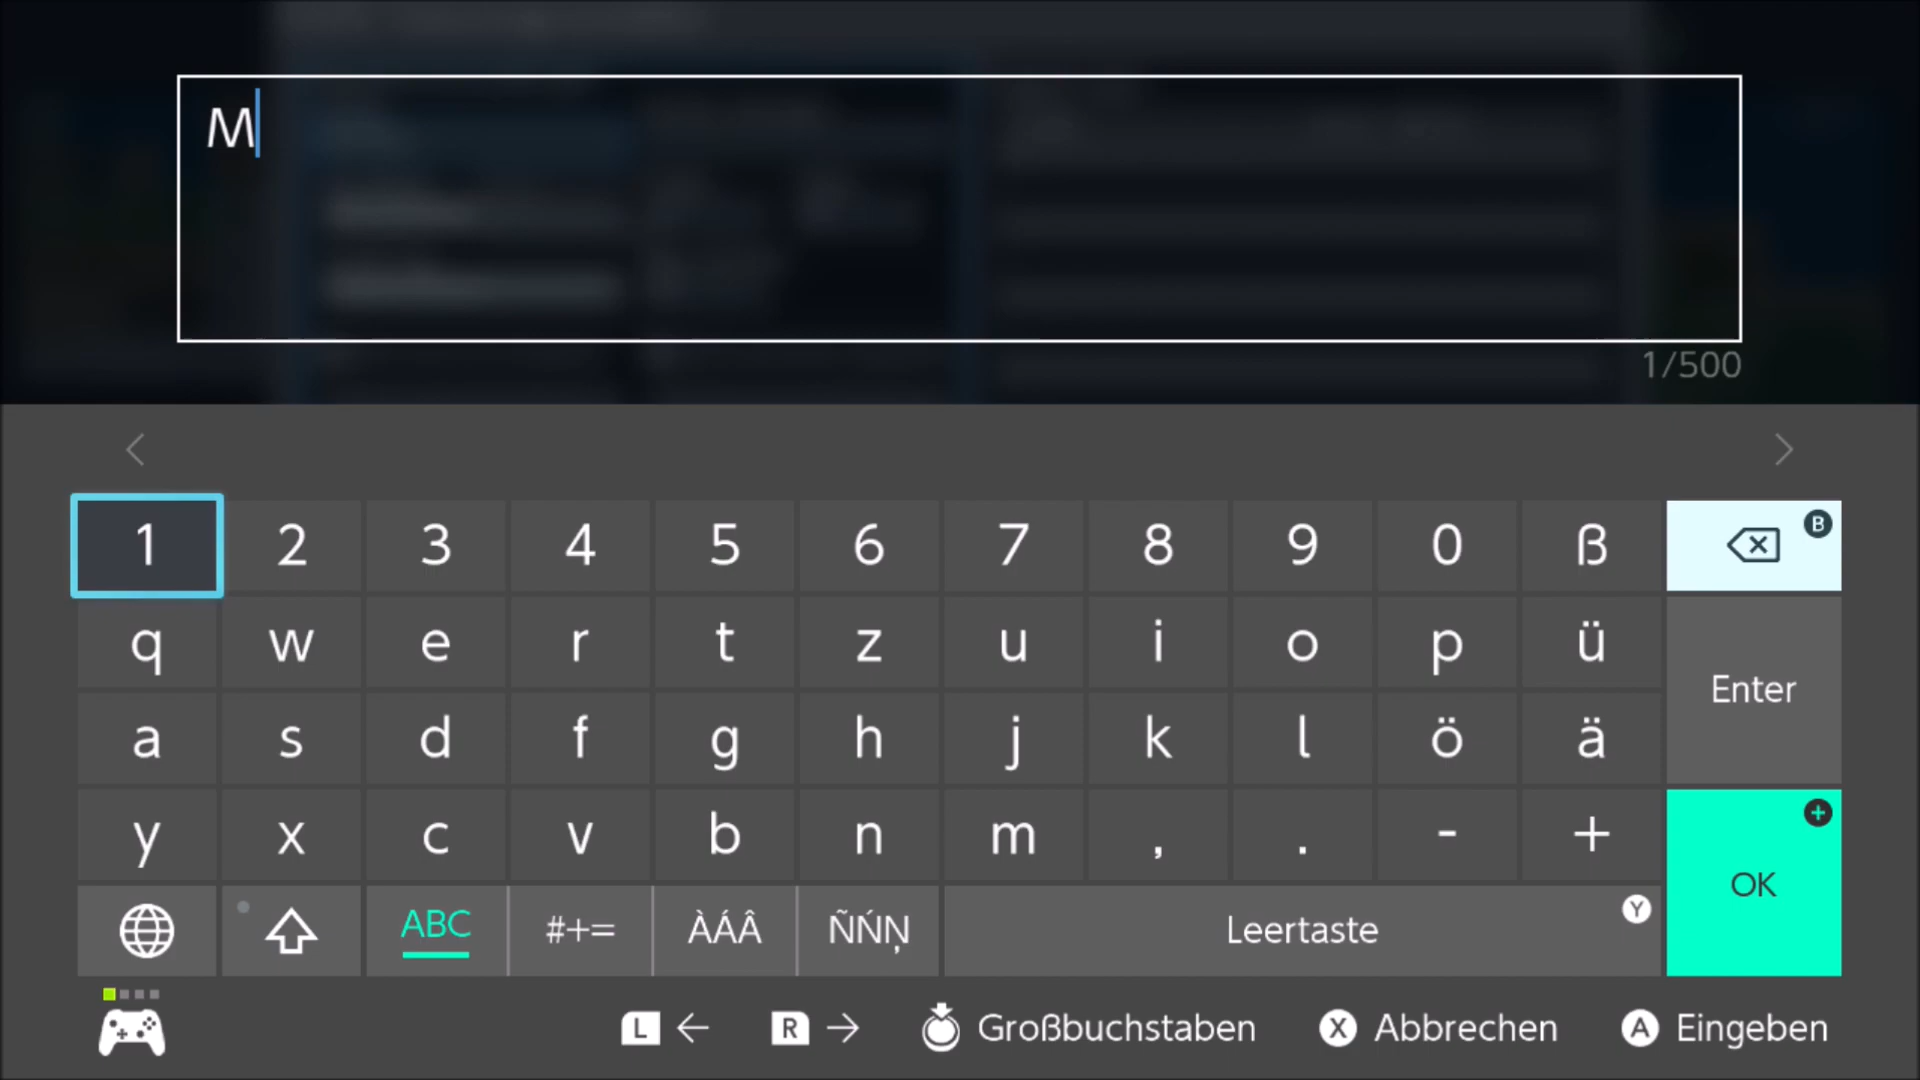 M
1/500
1 2 3 4 5 6 7 8 9 0 ß B
q w e r t z u i o p ü Enter
a s d f g h j k l ö ä
y x c v b n m , . - + OK
ABC #+= ÀÁÂ ÑŃŅ Leertaste Y
L ← R → Großbuchstaben X Abbrechen A Eingeben